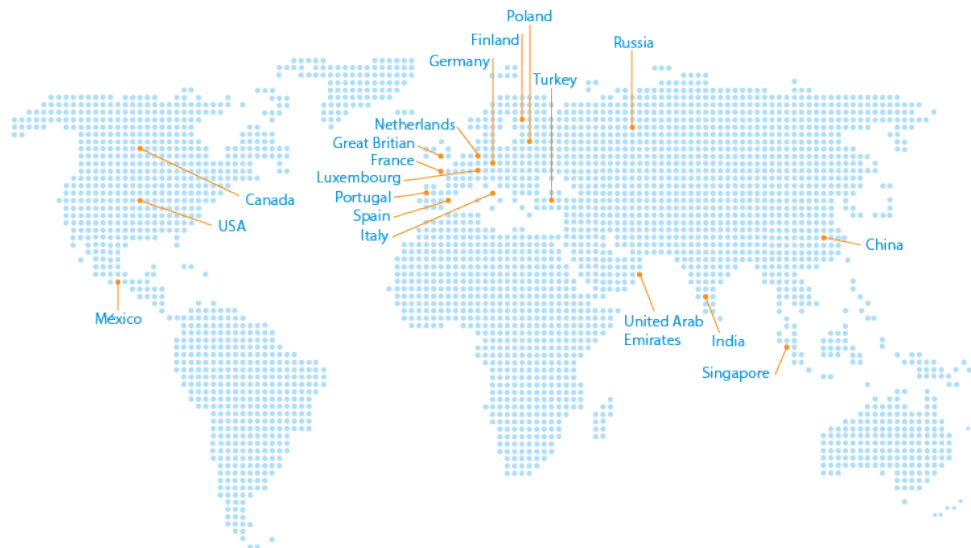 Poland
Finland
Russia
Germany
Turkey
Netherlands
Great Britian
France
Luxembourg
Canada
Portugal
Spain
USA
Italy
China
México
United Arab
Emirates
India
Singapore